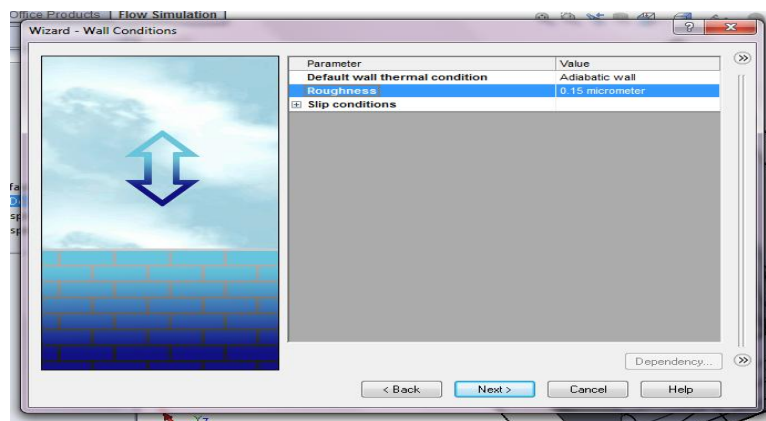 Office Products | Flow Simulation |
Wizard - Wall Conditions
Parameter Value
Default wall thermal condition Adiabatic wall
Roughness 0.15 micrometer
Slip conditions
Dependency...
< Back Next > Cancel Help